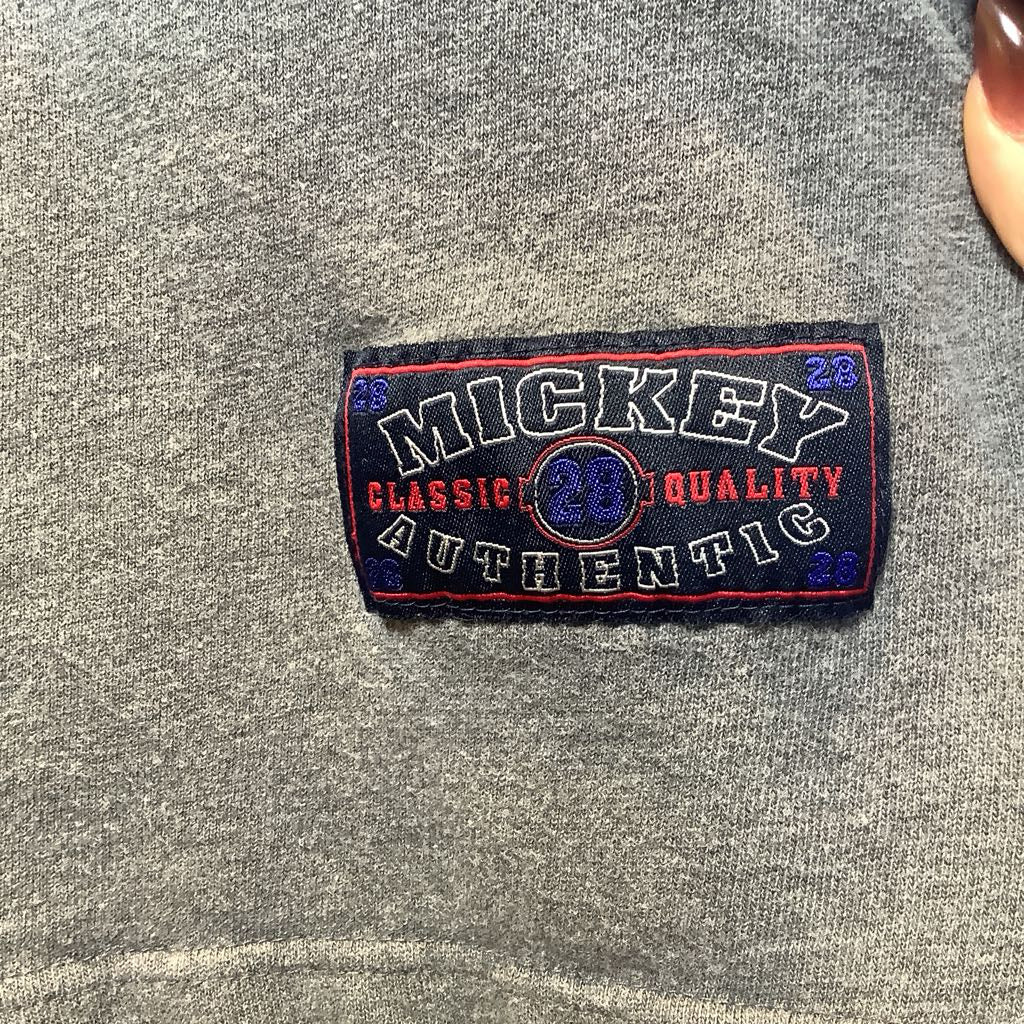 28 28
MICKEY
CLASSIC 28 QUALITY
AUTHENTIC
28 28